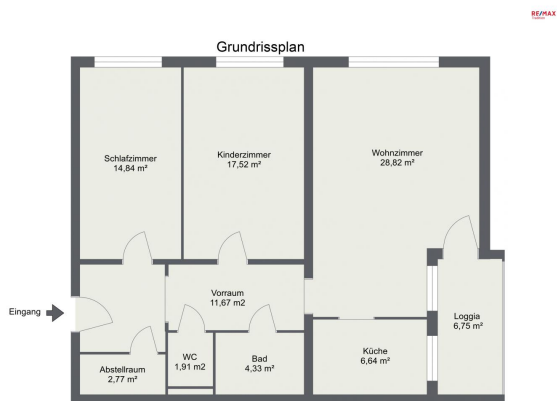 RE/MAX
Grundrissplan
Schlafzimmer
14,84 m²
Kinderzimmer
17,52 m²
Wohnzimmer
28,82 m²
Eingang
Vorraum
11,67 m2
Loggia
6,75 m²
Abstellraum
2,77 m²
WC
1,91 m2
Bad
4,33 m²
Küche
6,64 m²